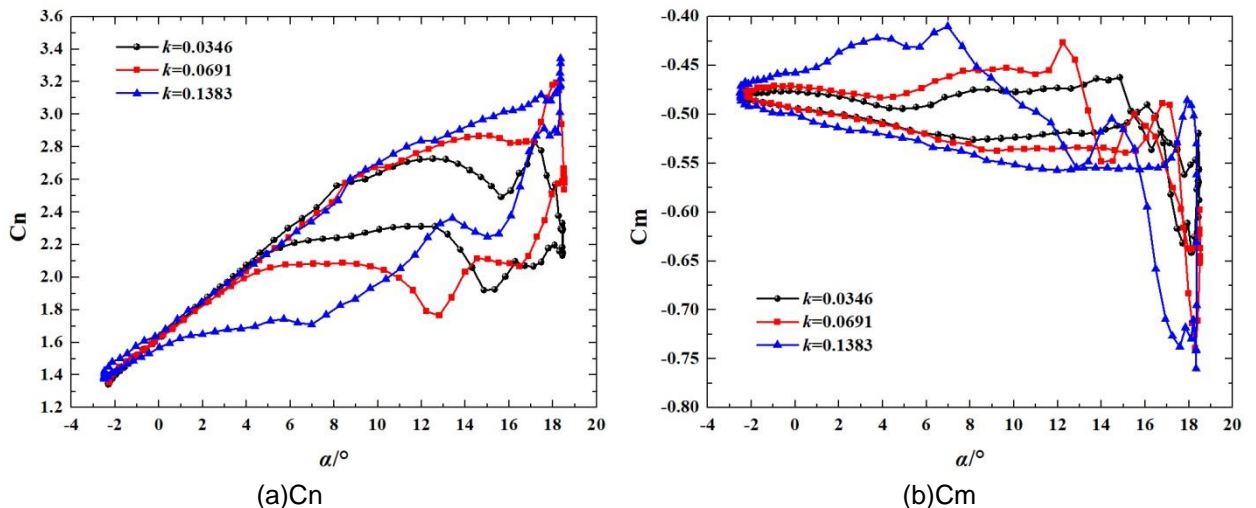 3.6
3.4
3.2
3.0
2.8
2.6
2.4
2.2
2.0
1.8
1.6
1.4
1.2
Cn
k=0.0346
k=0.0691
k=0.1383
-4 -2 0 2 4 6 8 10 12 14 16 18 20
α/°
(a)Cn
-0.40
-0.45
-0.50
-0.55
-0.60
-0.65
-0.70
-0.75
-0.80
Cm
k=0.0346
k=0.0691
k=0.1383
-4 -2 0 2 4 6 8 10 12 14 16 18 20
α/°
(b)Cm